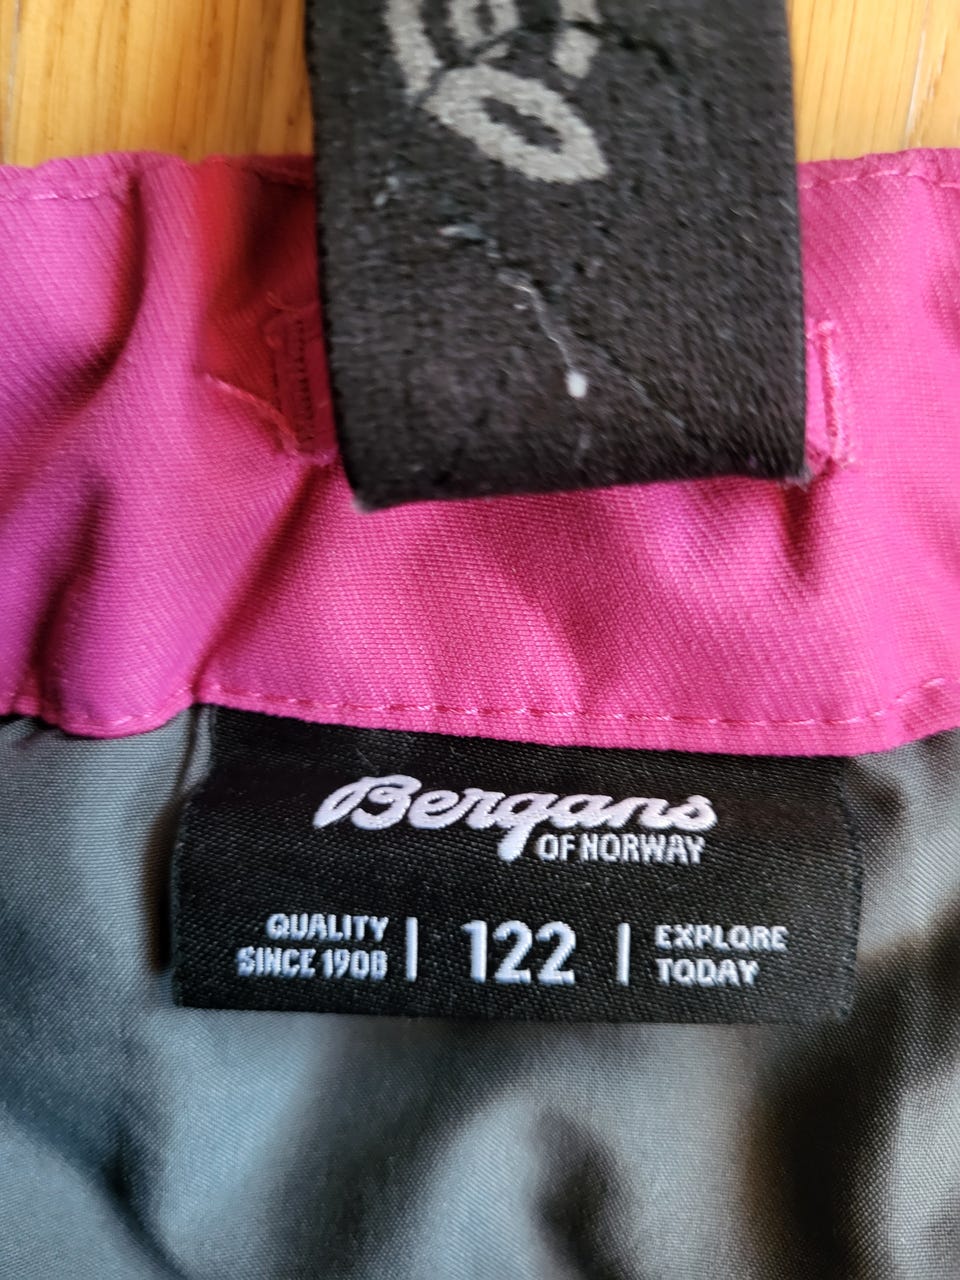 Bergans
OF NORWAY
QUALITY
SINCE 1908
122
EXPLORE
TODAY